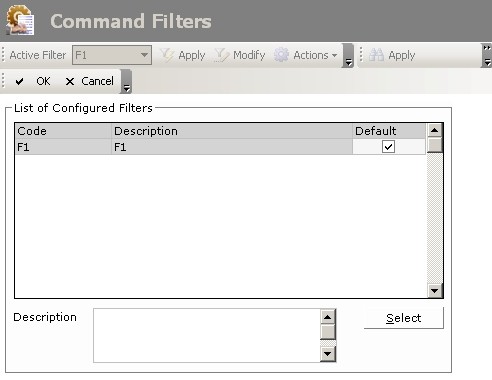 Command Filters
Active Filter F1 Apply Modify Actions Apply
OK Cancel
List of Configured Filters
Code Description Default
F1 F1
Description Select